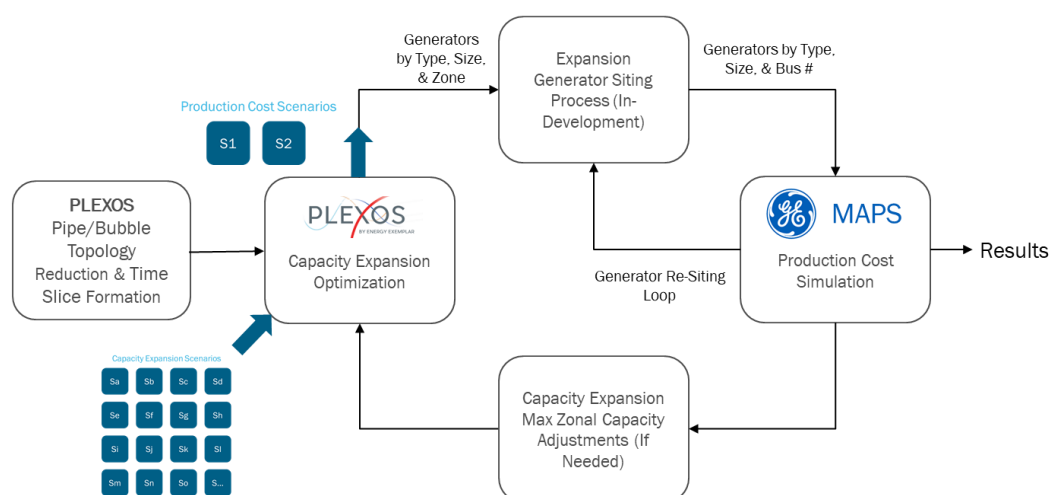 Generators
by Type, Size,
& Zone
Expansion
Generator Siting
Process (In-
Development)
Generators by Type,
Size, & Bus #
Production Cost Scenarios
S1
S2
PLEXOS
Pipe/Bubble
Topology
Reduction & Time
Slice Formation
PLEXOS
BY ENERGY EXEMPLAR
Capacity Expansion
Optimization
GE
MAPS
Production Cost
Simulation
Results
Generator Re-Siting
Loop
Capacity Expansion Scenarios
Sa Sb Sc Sd
Se Sf Sg Sh
Si Sj Sk Sl
Sm Sn So S...
Capacity Expansion
Max Zonal Capacity
Adjustments (If
Needed)